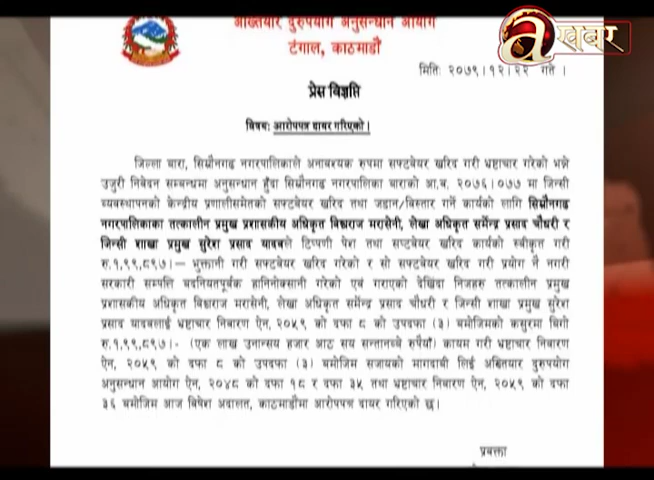 अख्तियार दुरुपयोग अनुसन्धान आयोग
टंगाल, काठमाडौं
a खबर
मितिः २०७९।१२।२२ गते ।
प्रेस विज्ञप्ति
विषयः आरोपपत्र दायर गरिएको।
जिल्ला बारा, सिम्रौनगढ नगरपालिकाले अनावश्यक रुपमा सफ्टवेयर खरिद गरी भ्रष्टाचार गरेको भन्ने
उजुरी निवेदन सम्बन्धमा अनुसन्धान हुँदा सिम्रौनगढ नगरपालिका बाराको आ.व. २०७६।०७७ मा जिन्सी
व्यवस्थापनको केन्द्रीय प्रणालीसमेतको सफ्टवेयर खरिद तथा जडान/विस्तार गर्ने कार्यको लागि सिम्रौनगढ
नगरपालिकाका तत्कालीन प्रमुख प्रशासकीय अधिकृत विश्वराज मरासेनी, लेखा अधिकृत सर्मेन्द्र प्रसाद चौधरी र
जिन्सी शाखा प्रमुख सुरेश प्रसाद यादवले टिप्पणी पेश तथा सफ्टवेयर खरिद कार्यको स्वीकृत गरी
रु.१,९९,८९७।– भुक्तानी गरी सफ्टवेयर खरिद गरेको र सो सफ्टवेयर खरिद गरी प्रयोग नै नगरी
सरकारी सम्पत्ति बदनियतपूर्वक हानिनोक्सानी गरेको एवं गराएको देखिँदा निजहरु तत्कालीन प्रमुख
प्रशासकीय अधिकृत विश्वराज मरासेनी, लेखा अधिकृत सर्मेन्द्र प्रसाद चौधरी र जिन्सी शाखा प्रमुख सुरेश
प्रसाद यादवलाई भ्रष्टाचार निवारण ऐन, २०५९ को दफा ८ को उपदफा (३) बमोजिमको कसुरमा बिगो
रु.१,९९,८९७।- (एक लाख उनान्सय हजार आठ सय सन्तानब्बे रुपैयाँ) कायम गरी भ्रष्टाचार निवारण
ऐन, २०५९ को दफा ८ को उपदफा (३) बमोजिम सजायको मागदाबी लिई अख्तियार दुरुपयोग
अनुसन्धान आयोग ऐन, २०४८ को दफा १८ र दफा ३५ तथा भ्रष्टाचार निवारण ऐन, २०५९ को दफा
३६ बमोजिम आज विशेष अदालत, काठमाडौंमा आरोपपत्र दायर गरिएको छ।
प्रवक्ता